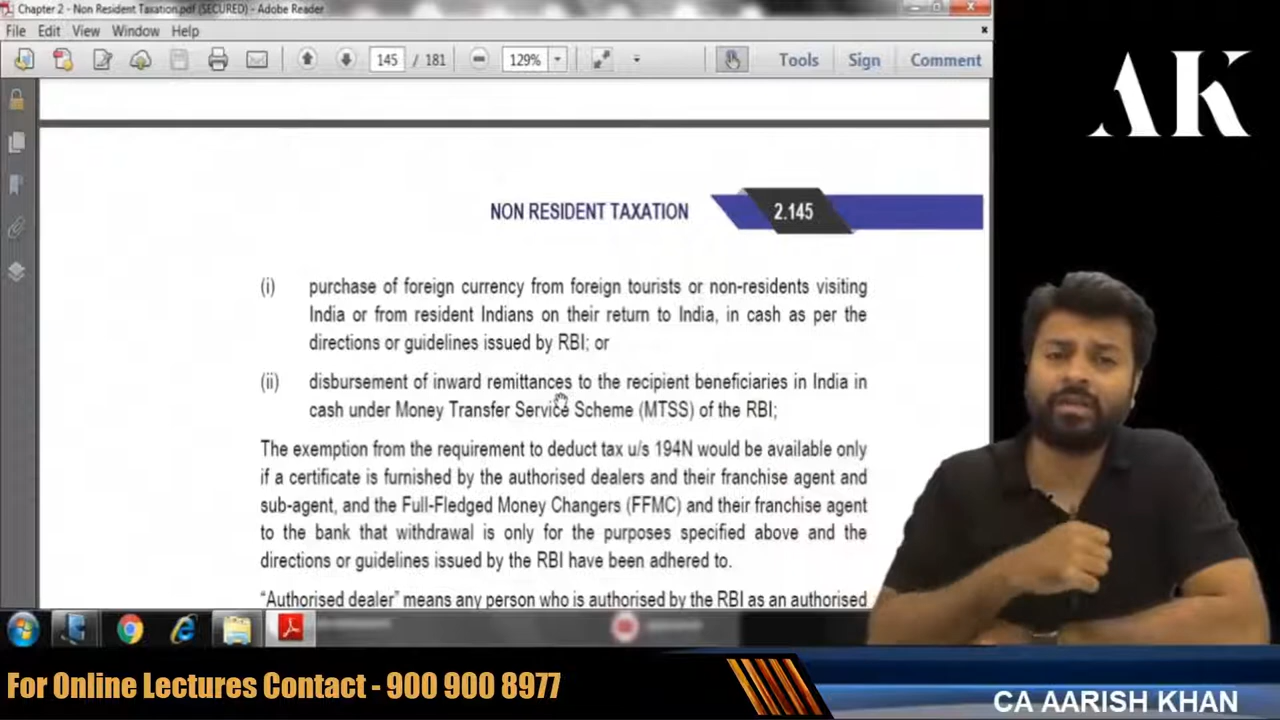 Chapter 2 - Non Resident Taxation.pdf (SECURED) - Adobe Reader
File Edit View Window Help
145 / 181 129% Tools Sign Comment
AK
NON RESIDENT TAXATION 2.145
(i) purchase of foreign currency from foreign tourists or non-residents visiting
India or from resident Indians on their return to India, in cash as per the
directions or guidelines issued by RBI; or
(ii) disbursement of inward remittances to the recipient beneficiaries in India in
cash under Money Transfer Service Scheme (MTSS) of the RBI;
The exemption from the requirement to deduct tax u/s 194N would be available only
if a certificate is furnished by the authorised dealers and their franchise agent and
sub-agent, and the Full-Fledged Money Changers (FFMC) and their franchise agent
to the bank that withdrawal is only for the purposes specified above and the
directions or guidelines issued by the RBI have been adhered to.
"Authorised dealer" means any person who is authorised by the RBI as an authorised
For Online Lectures Contact - 900 900 8977
CA AARISH KHAN